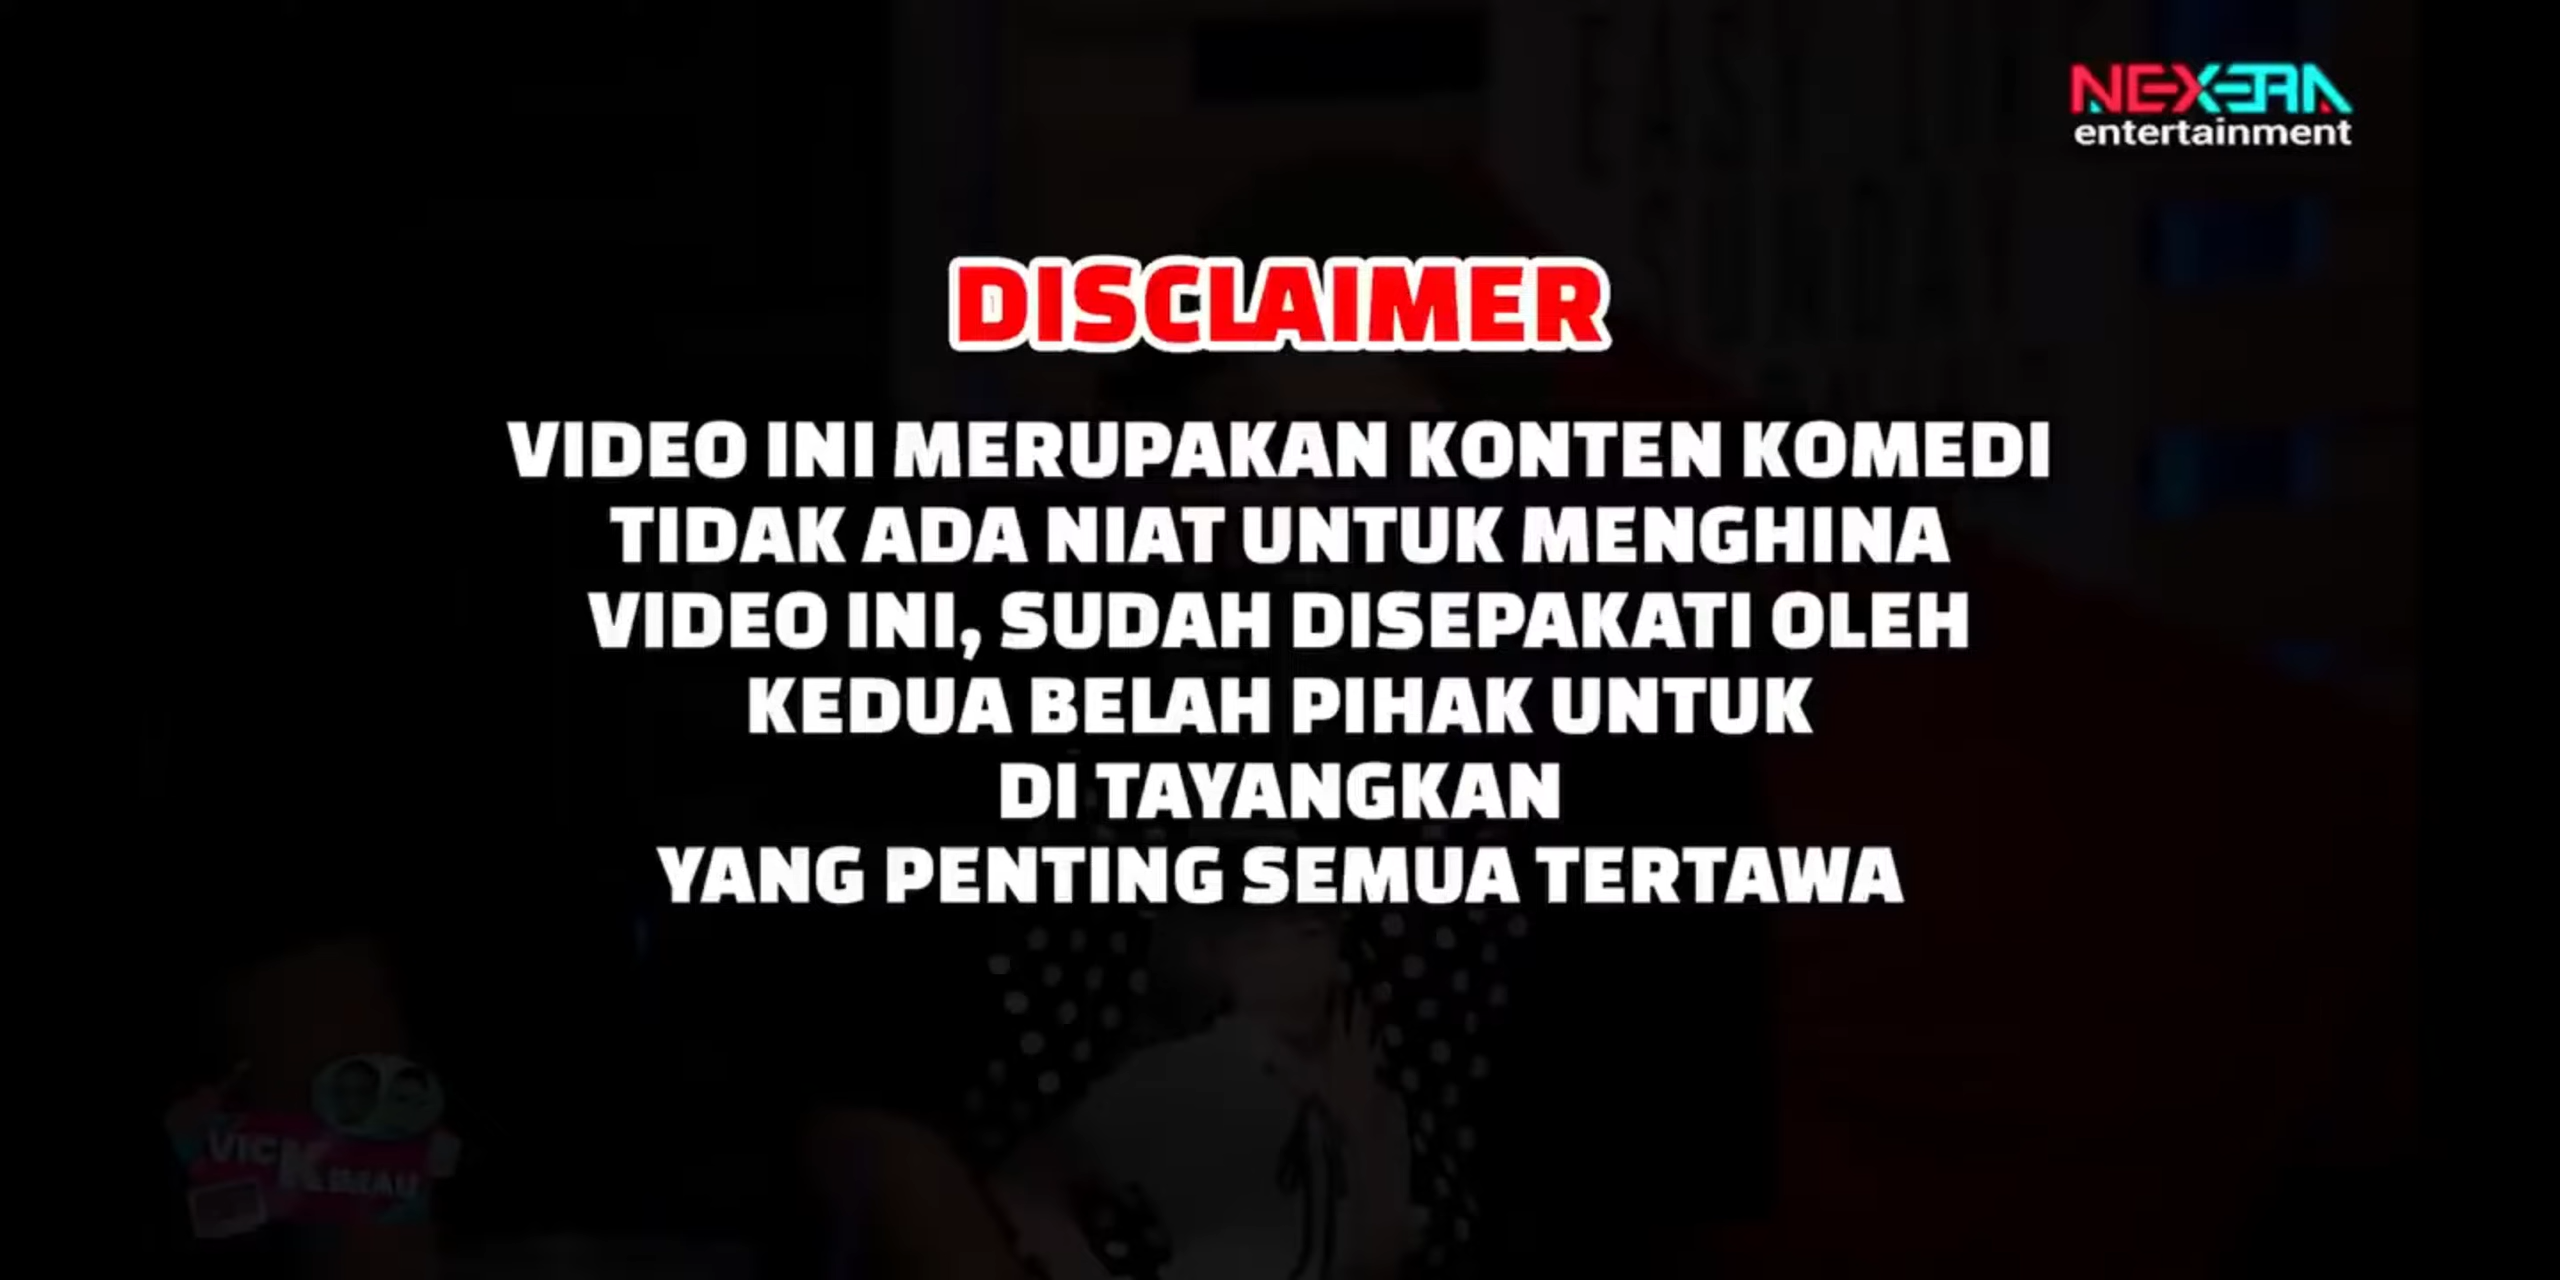 NEXERA
entertainment
DISCLAIMER
VIDEO INI MERUPAKAN KONTEN KOMEDI
TIDAK ADA NIAT UNTUK MENGHINA
VIDEO INI, SUDAH DISEPAKATI OLEH
KEDUA BELAH PIHAK UNTUK
DI TAYANGKAN
YANG PENTING SEMUA TERTAWA